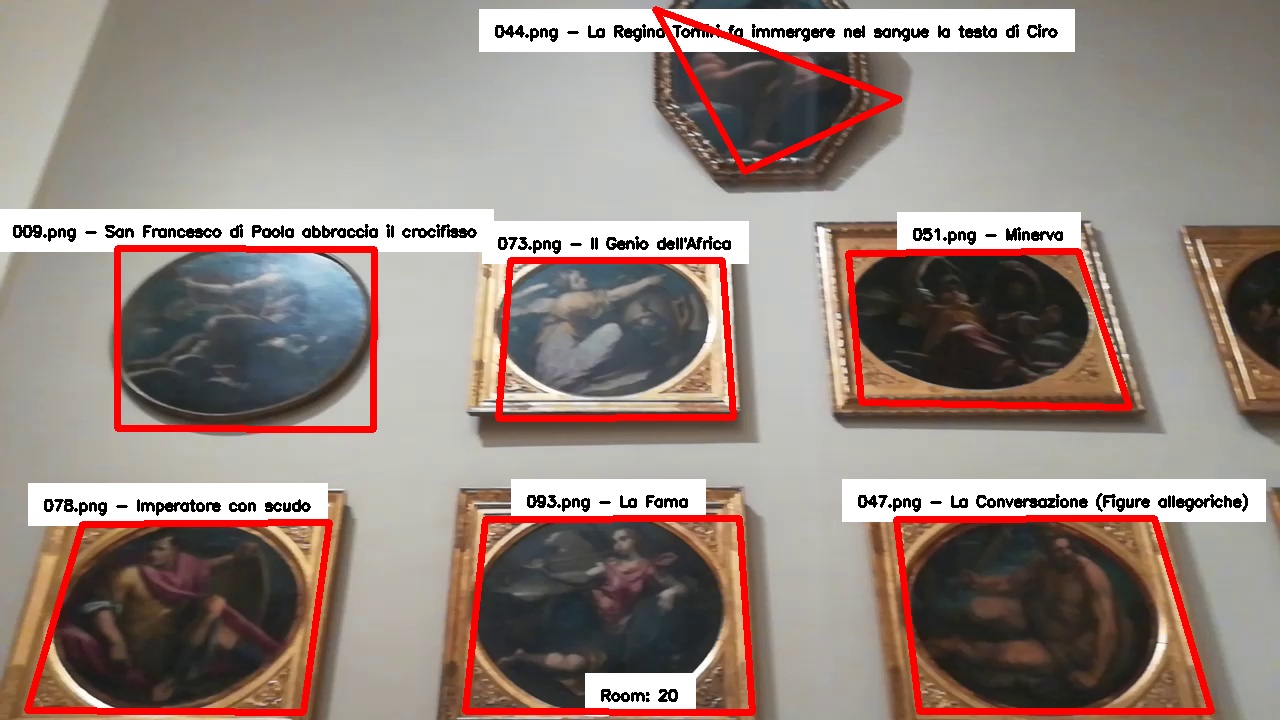 044.png - La Regina Tomiri fa immergere nel sangue la testa di Ciro
009.png - San Francesco di Paola abbraccia il crocifisso
073.png - Il Genio dell'Africa
051.png - Minerva
078.png - Imperatore con scudo
093.png - La Fama
047.png - La Conversazione (Figure allegoriche)
Room: 20